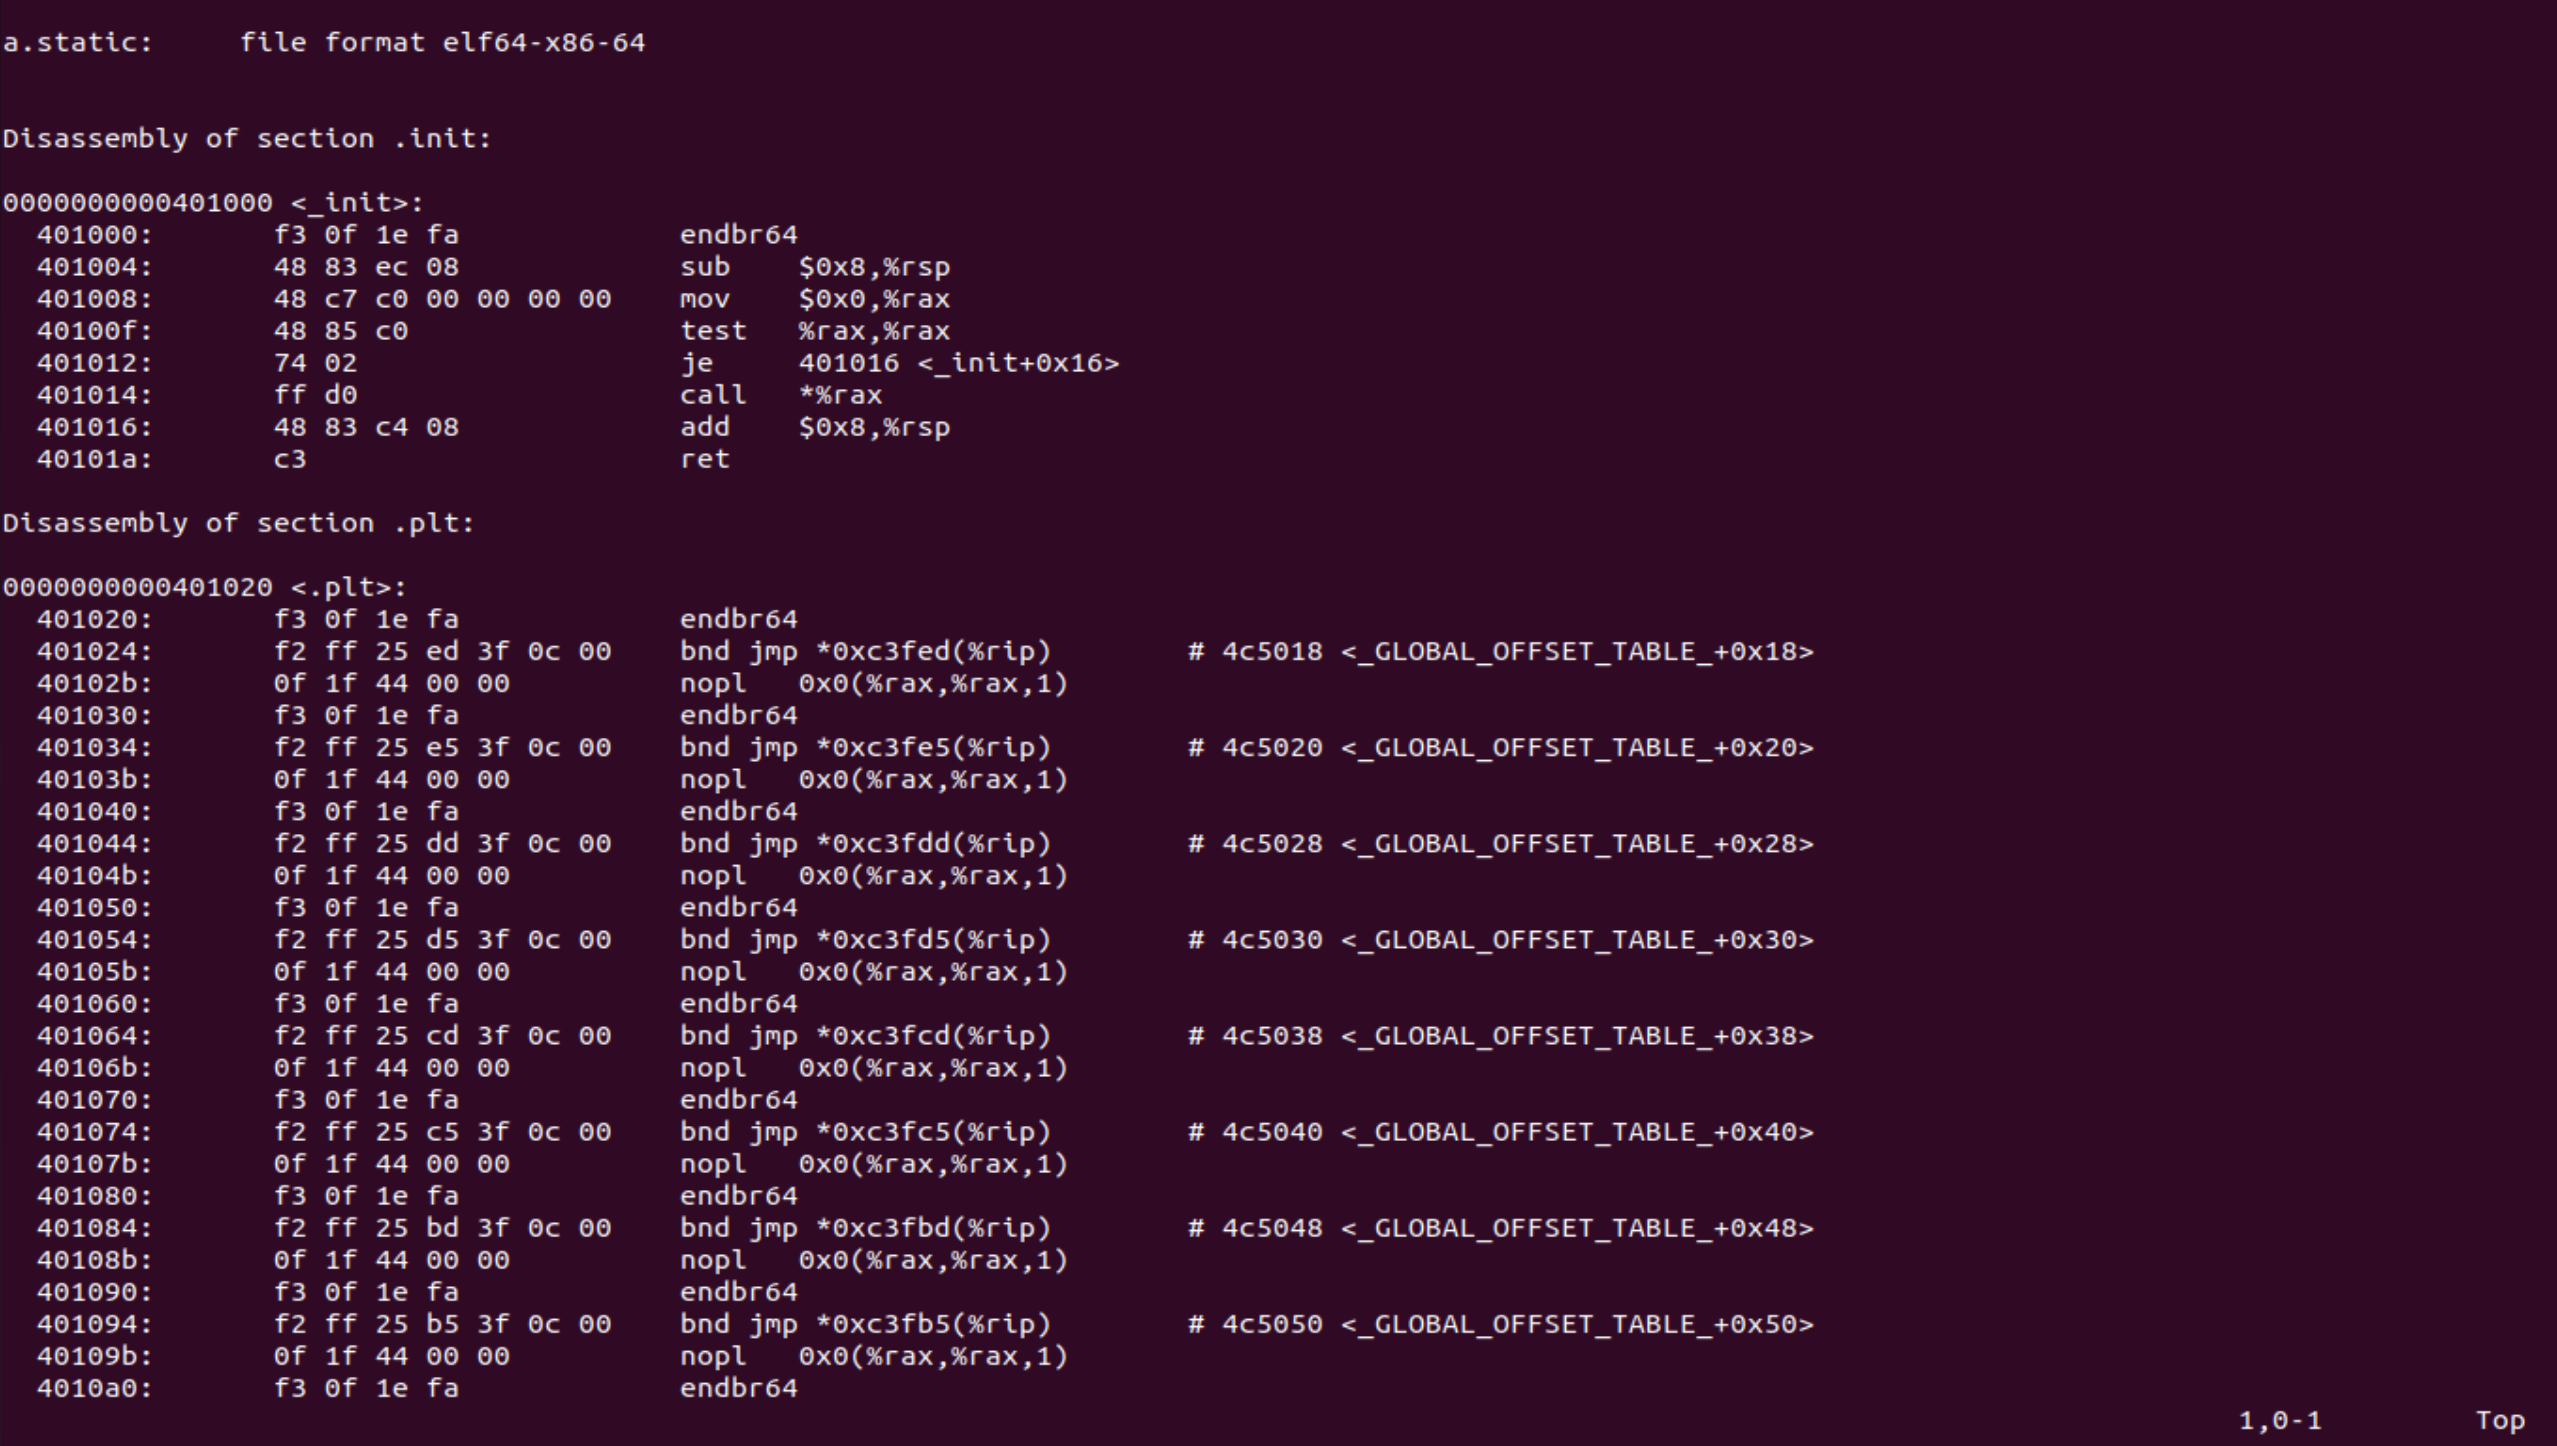 a.static:     file format elf64-x86-64
Disassembly of section .init:
0000000000401000 <_init>:
  401000:       f3 0f 1e fa             endbr64
  401004:       48 83 ec 08             sub    $0x8,%rsp
  401008:       48 c7 c0 00 00 00 00    mov    $0x0,%rax
  40100f:       48 85 c0                test   %rax,%rax
  401012:       74 02                   je     401016 <_init+0x16>
  401014:       ff d0                   call   *%rax
  401016:       48 83 c4 08             add    $0x8,%rsp
  40101a:       c3                      ret
Disassembly of section .plt:
0000000000401020 <.plt>:
  401020:       f3 0f 1e fa             endbr64
  401024:       f2 ff 25 ed 3f 0c 00    bnd jmp *0xc3fed(%rip)        # 4c5018 <_GLOBAL_OFFSET_TABLE_+0x18>
  40102b:       0f 1f 44 00 00          nopl   0x0(%rax,%rax,1)
  401030:       f3 0f 1e fa             endbr64
  401034:       f2 ff 25 e5 3f 0c 00    bnd jmp *0xc3fe5(%rip)        # 4c5020 <_GLOBAL_OFFSET_TABLE_+0x20>
  40103b:       0f 1f 44 00 00          nopl   0x0(%rax,%rax,1)
  401040:       f3 0f 1e fa             endbr64
  401044:       f2 ff 25 dd 3f 0c 00    bnd jmp *0xc3fdd(%rip)        # 4c5028 <_GLOBAL_OFFSET_TABLE_+0x28>
  40104b:       0f 1f 44 00 00          nopl   0x0(%rax,%rax,1)
  401050:       f3 0f 1e fa             endbr64
  401054:       f2 ff 25 d5 3f 0c 00    bnd jmp *0xc3fd5(%rip)        # 4c5030 <_GLOBAL_OFFSET_TABLE_+0x30>
  40105b:       0f 1f 44 00 00          nopl   0x0(%rax,%rax,1)
  401060:       f3 0f 1e fa             endbr64
  401064:       f2 ff 25 cd 3f 0c 00    bnd jmp *0xc3fcd(%rip)        # 4c5038 <_GLOBAL_OFFSET_TABLE_+0x38>
  40106b:       0f 1f 44 00 00          nopl   0x0(%rax,%rax,1)
  401070:       f3 0f 1e fa             endbr64
  401074:       f2 ff 25 c5 3f 0c 00    bnd jmp *0xc3fc5(%rip)        # 4c5040 <_GLOBAL_OFFSET_TABLE_+0x40>
  40107b:       0f 1f 44 00 00          nopl   0x0(%rax,%rax,1)
  401080:       f3 0f 1e fa             endbr64
  401084:       f2 ff 25 bd 3f 0c 00    bnd jmp *0xc3fbd(%rip)        # 4c5048 <_GLOBAL_OFFSET_TABLE_+0x48>
  40108b:       0f 1f 44 00 00          nopl   0x0(%rax,%rax,1)
  401090:       f3 0f 1e fa             endbr64
  401094:       f2 ff 25 b5 3f 0c 00    bnd jmp *0xc3fb5(%rip)        # 4c5050 <_GLOBAL_OFFSET_TABLE_+0x50>
  40109b:       0f 1f 44 00 00          nopl   0x0(%rax,%rax,1)
  4010a0:       f3 0f 1e fa             endbr64
1,0-1         Top